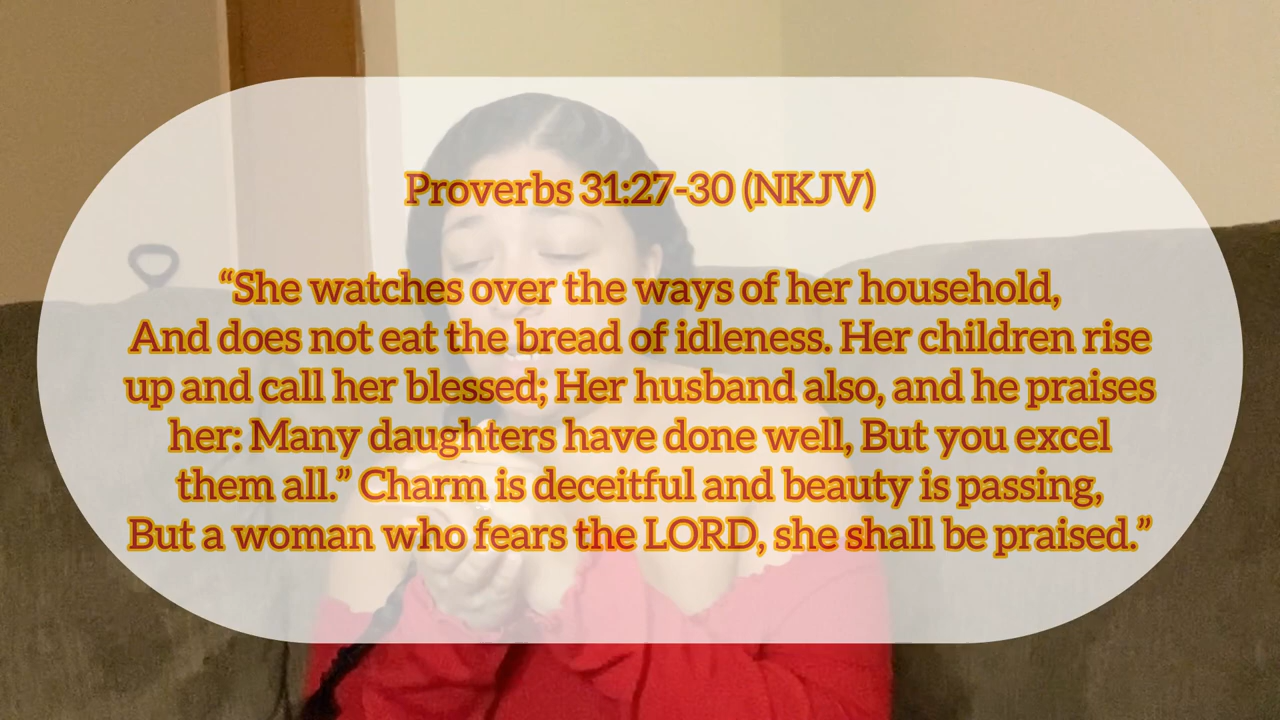 Proverbs 31:27-30 (NKJV)
“She watches over the ways of her household,
And does not eat the bread of idleness. Her children rise
up and call her blessed; Her husband also, and he praises
her: Many daughters have done well, But you excel
them all.” Charm is deceitful and beauty is passing,
But a woman who fears the LORD, she shall be praised.”